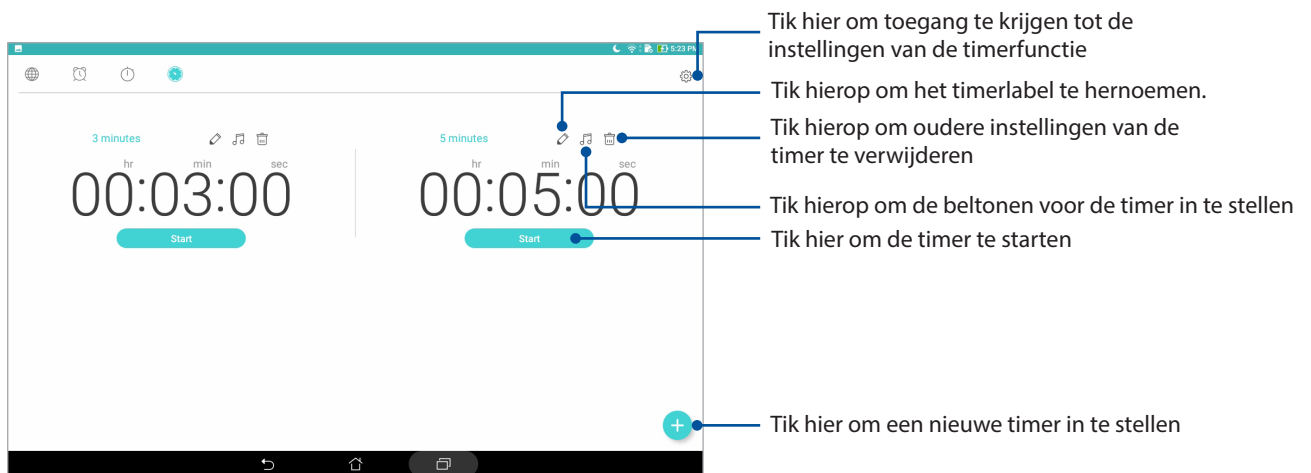 Tik hier om toegang te krijgen tot de
instellingen van de timerfunctie
5:23 PM
Tik hierop om het timerlabel te hernoemen.
Tik hierop om oudere instellingen van de
timer te verwijderen
3 minutes
hr min sec
00:03:00
Start
5 minutes
hr min sec
00:05:00
Start
Tik hierop om de beltonen voor de timer in te stellen
Tik hier om de timer te starten
Tik hier om een nieuwe timer in te stellen